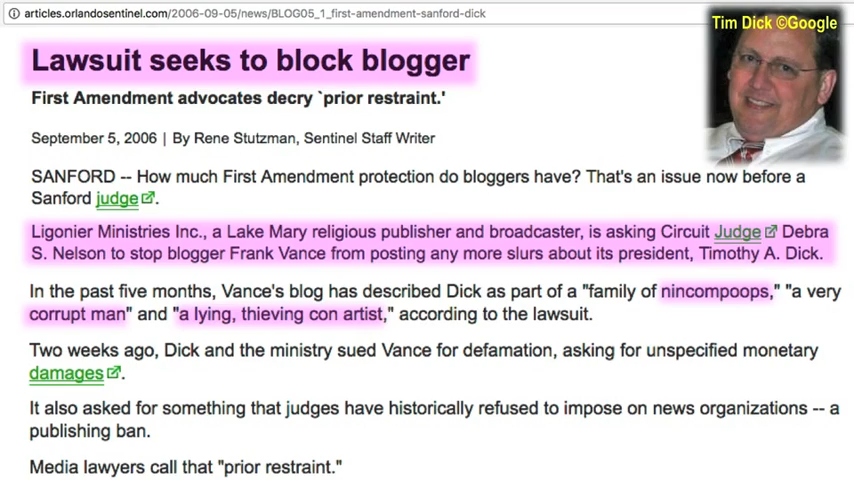 articles.orlandosentinel.com/2006-09-05/news/BLOG05_1_first-amendment-sanford-dick
Tim Dick ©Google
Lawsuit seeks to block blogger
First Amendment advocates decry `prior restraint.'
September 5, 2006 | By Rene Stutzman, Sentinel Staff Writer
SANFORD -- How much First Amendment protection do bloggers have? That's an issue now before a
Sanford judge.
Ligonier Ministries Inc., a Lake Mary religious publisher and broadcaster, is asking Circuit Judge Debra
S. Nelson to stop blogger Frank Vance from posting any more slurs about its president, Timothy A. Dick.
In the past five months, Vance's blog has described Dick as part of a "family of nincompoops," "a very
corrupt man" and "a lying, thieving con artist," according to the lawsuit.
Two weeks ago, Dick and the ministry sued Vance for defamation, asking for unspecified monetary
damages.
It also asked for something that judges have historically refused to impose on news organizations -- a
publishing ban.
Media lawyers call that "prior restraint."